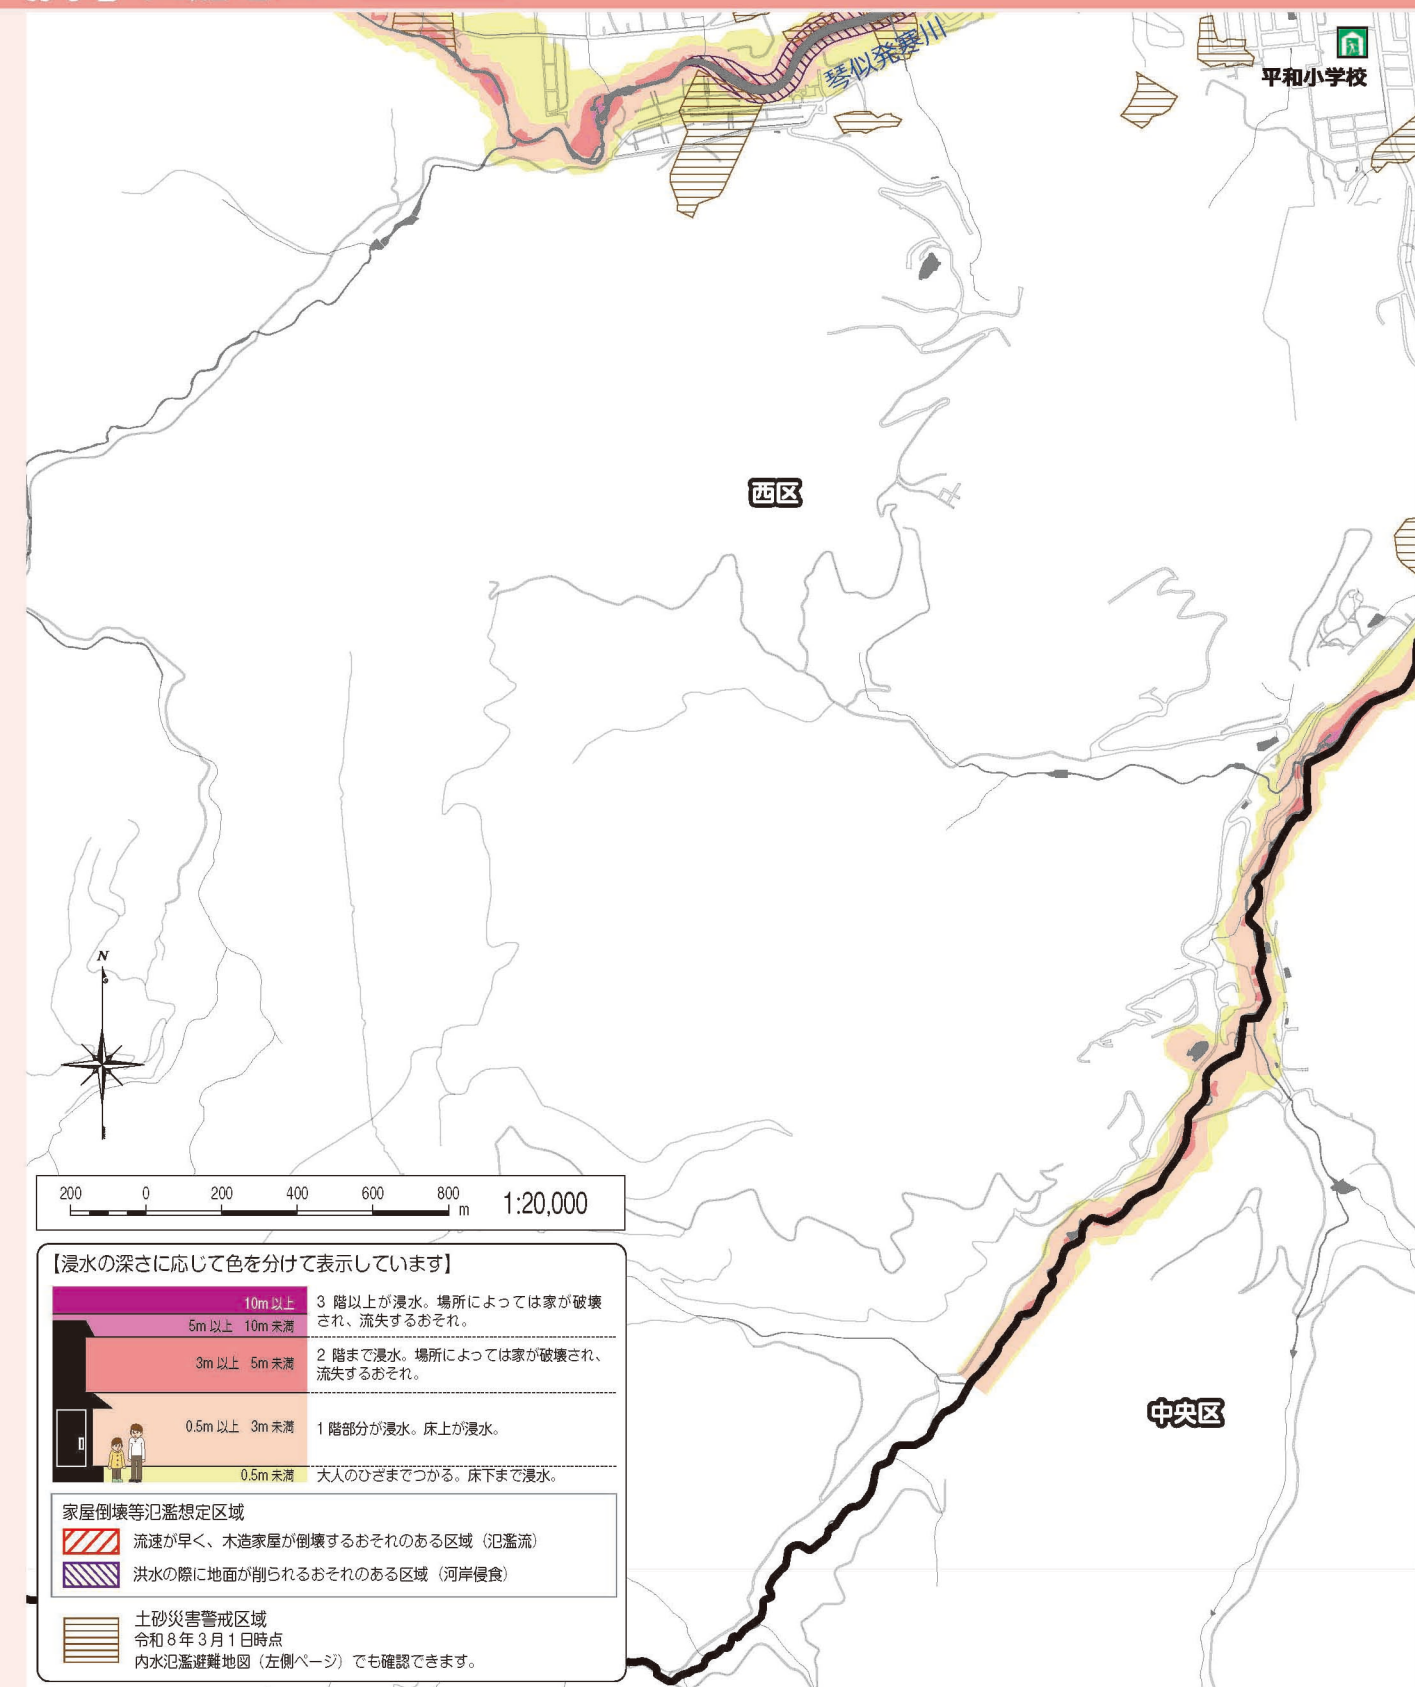 琴似発寒川
平和小学校
西区
N
200 0 200 400 600 800 m 1:20,000
【浸水の深さに応じて色を分けて表示しています】
10m 以上 3 階以上が浸水。場所によっては家が破壊
され、流失するおそれ。
5m 以上 10m 未満
3m 以上 5m 未満 2 階まで浸水。場所によっては家が破壊され、
流失するおそれ。
0.5m 以上 3m 未満 1 階部分が浸水。床上が浸水。
0.5m 未満 大人のひざまでつかる。床下まで浸水。
中央区
家屋倒壊等氾濫想定区域
流速が早く、木造家屋が倒壊するおそれのある区域（氾濫流）
洪水の際に地面が削られるおそれのある区域（河岸侵食）
土砂災害警戒区域
令和８年３月１日時点
内水氾濫避難地図（左側ページ）でも確認できます。